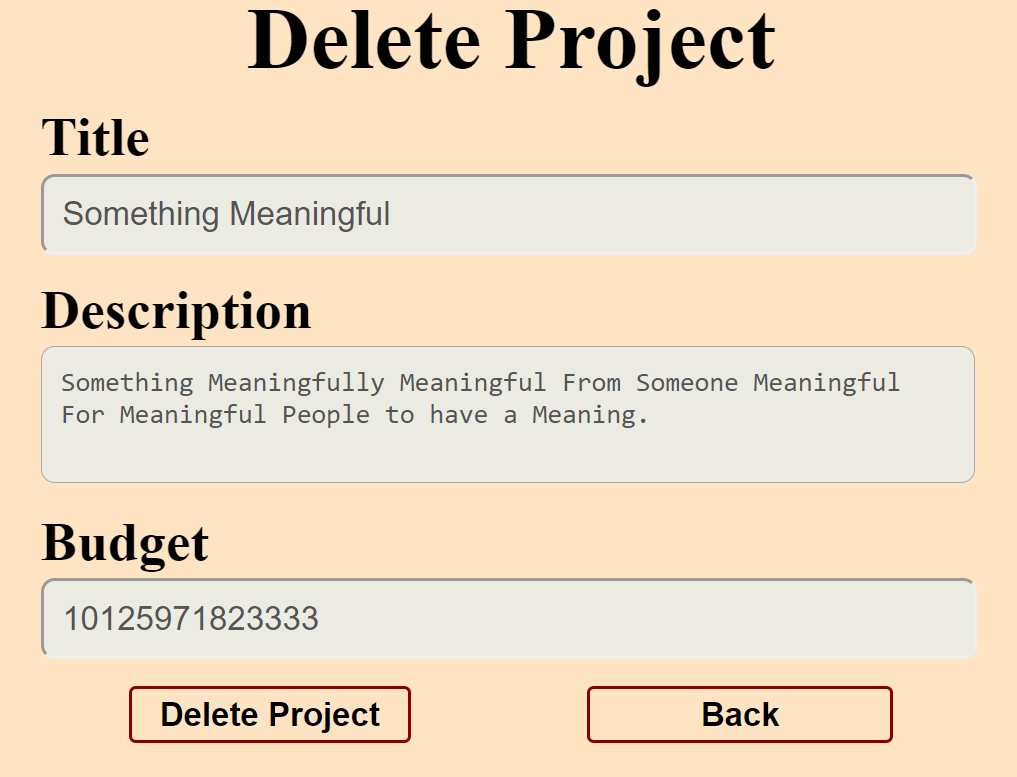 Delete Project
Title
Something Meaningful
Description
Something Meaningfully Meaningful From Someone Meaningful
For Meaningful People to have a Meaning.
Budget
10125971823333
Delete Project
Back